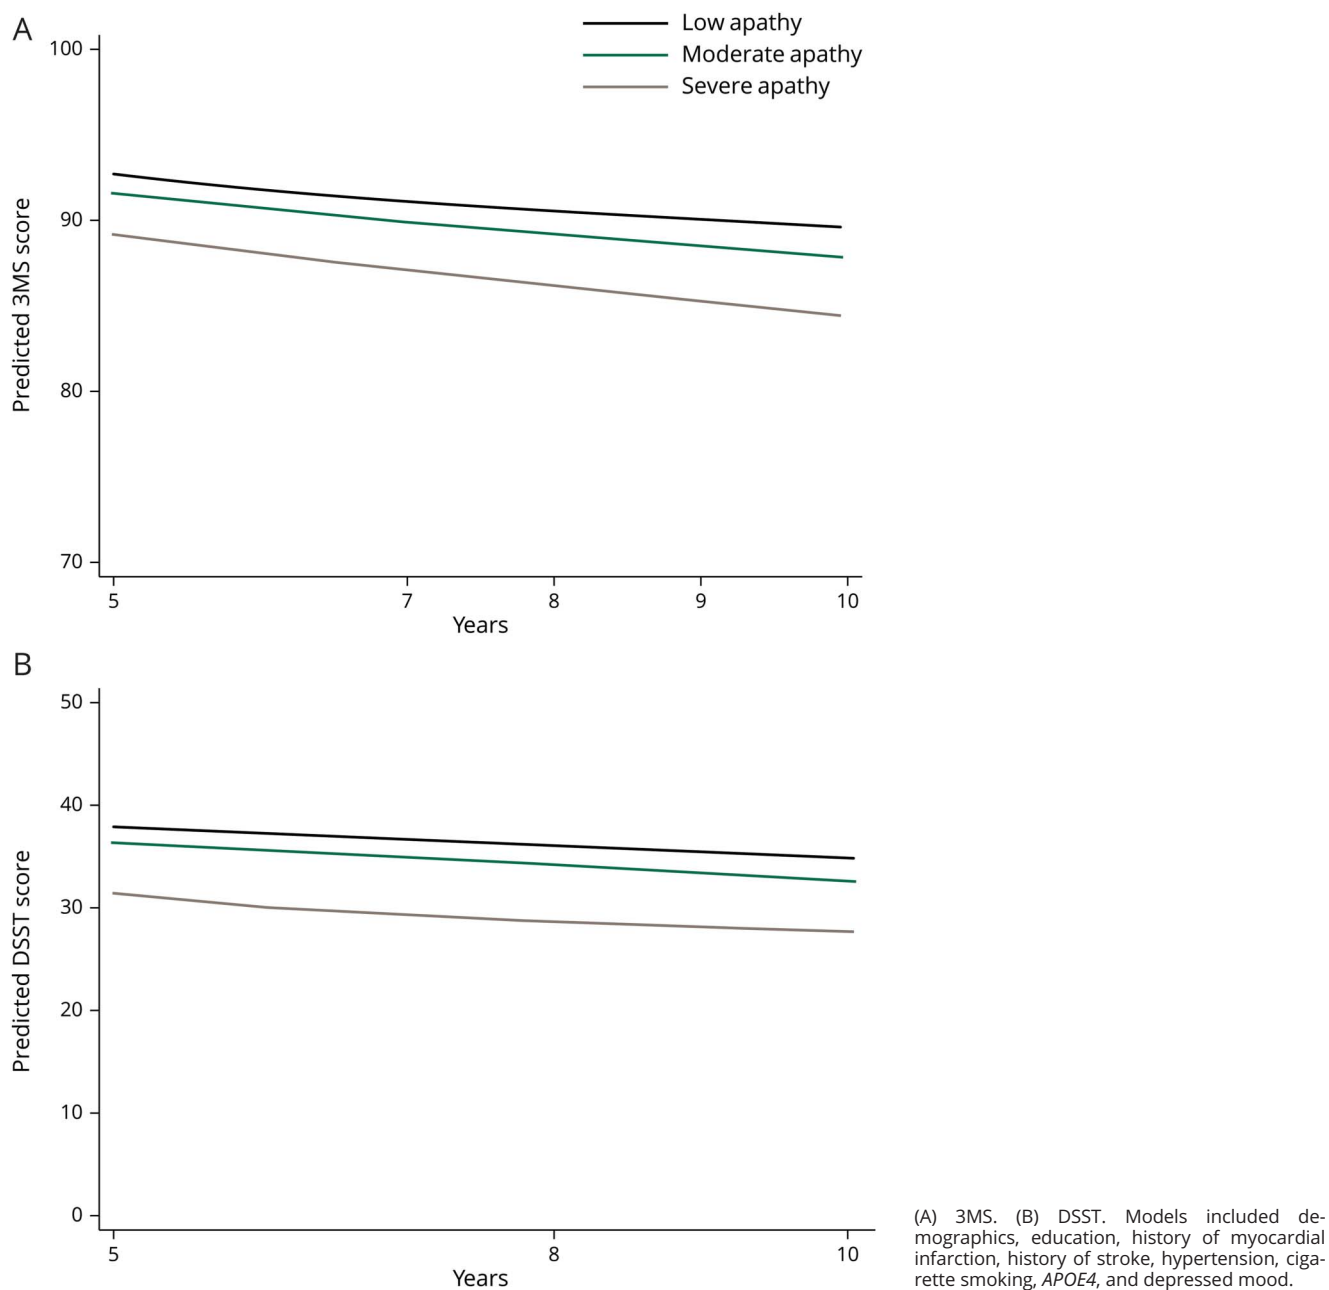 A
Low apathy
Moderate apathy
Severe apathy
100
90
80
70
Predicted 3MS score
5 7 8 9 10
Years
B
50
40
30
20
10
0
Predicted DSST score
5 8 10
Years
(A) 3MS. (B) DSST. Models included de-
mographics, education, history of myocardial
infarction, history of stroke, hypertension, ciga-
rette smoking, APOE4, and depressed mood.